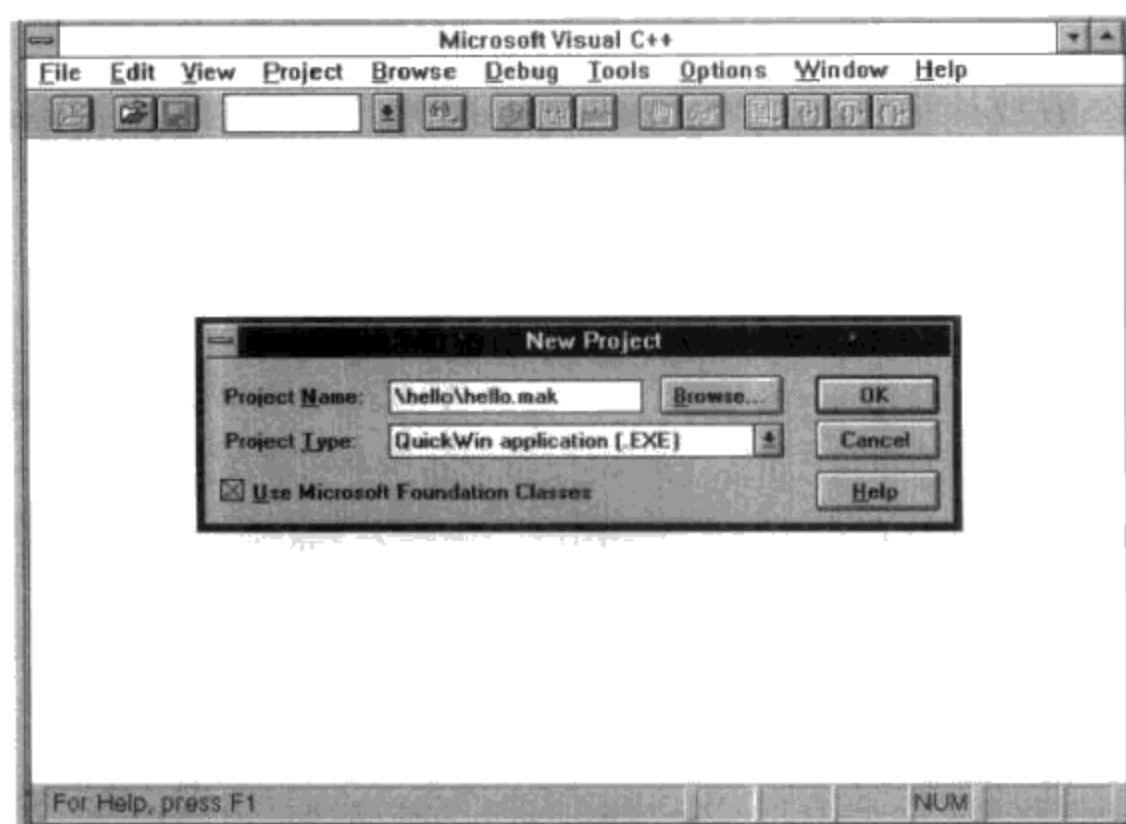 Microsoft Visual C++
File Edit View Project Browse Debug Tools Options Window Help
New Project
Project Name: \hello\hello.mak Browse... OK
Project Type: QuickWin application (.EXE) Cancel
Use Microsoft Foundation Classes Help
For Help, press F1 NUM